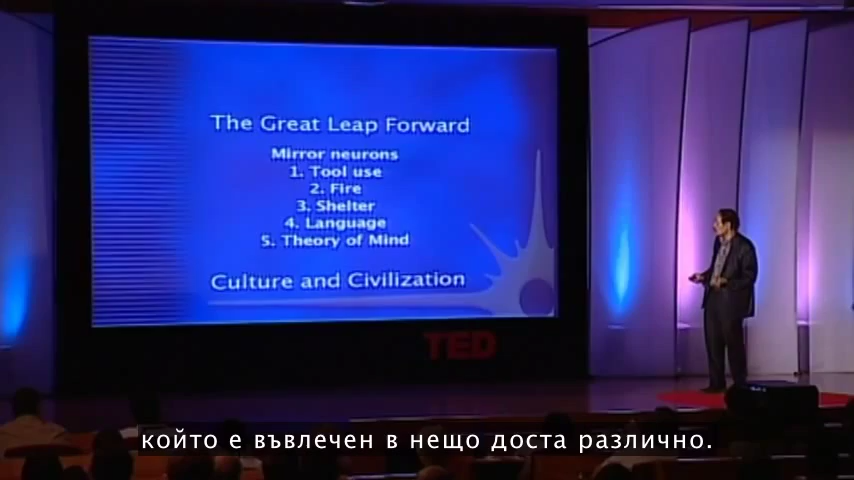 The Great Leap Forward
Mirror neurons
1. Tool use
2. Fire
3. Shelter
4. Language
5. Theory of Mind
Culture and Civilization
TED
който е въвлечен в нещо доста различно.